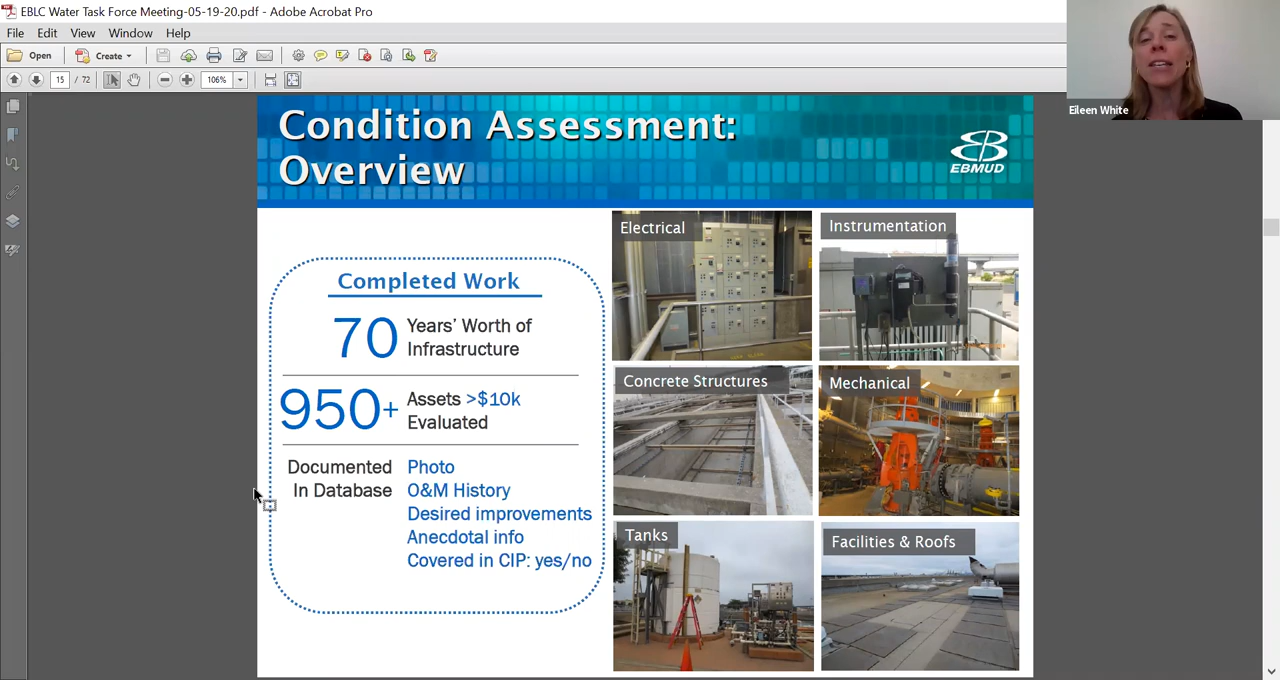 EBLC Water Task Force Meeting-05-19-20.pdf - Adobe Acrobat Pro
File Edit View Window Help
Open Create
15 / 72 106%
Eileen White
Condition Assessment:
Overview
EBMUD
Completed Work
70 Years' Worth of
Infrastructure
950+ Assets >$10k
Evaluated
Documented
In Database
Photo
O&M History
Desired improvements
Anecdotal info
Covered in CIP: yes/no
Electrical
Instrumentation
Concrete Structures
Mechanical
Tanks
Facilities & Roofs